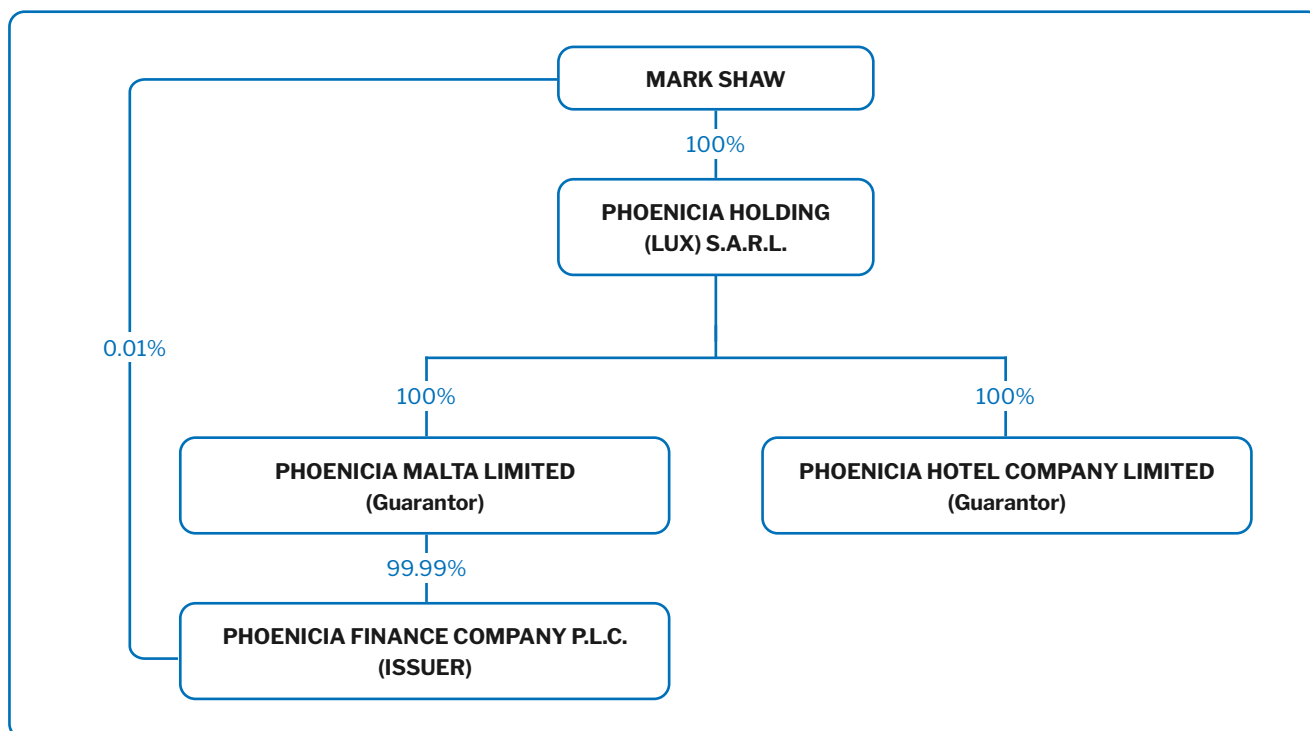 MARK SHAW
100%
PHOENICIA HOLDING
(LUX) S.A.R.L.
0.01%
100%
100%
PHOENICIA MALTA LIMITED
(Guarantor)
PHOENICIA HOTEL COMPANY LIMITED
(Guarantor)
99.99%
PHOENICIA FINANCE COMPANY P.L.C.
(ISSUER)